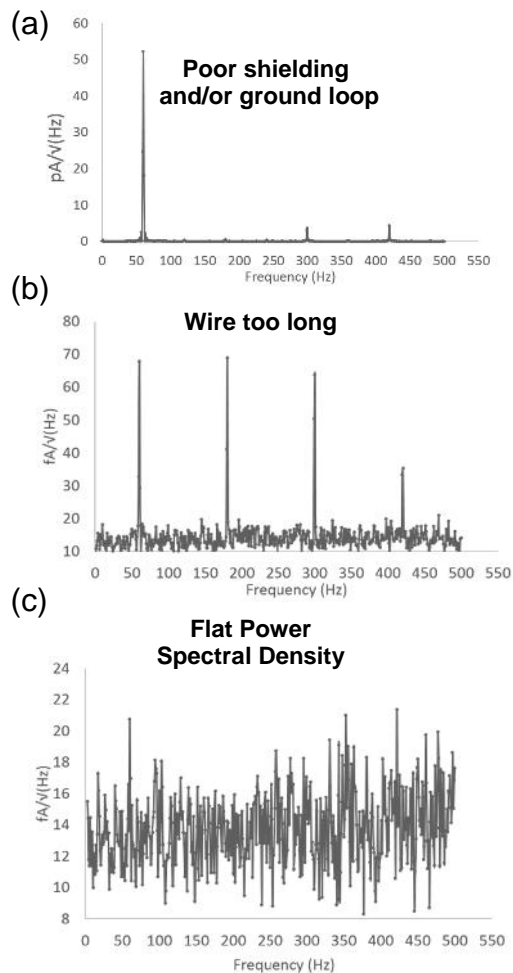 (a)
60
50
40
30
20
10
0
pA/√(Hz)
Poor shielding
and/or ground loop
0 50 100 150 200 250 300 350 400 450 500 550
Frequency (Hz)
(b)
80
70
60
50
40
30
20
10
fA/√(Hz)
Wire too long
0 50 100 150 200 250 300 350 400 450 500 550
Frequency (Hz)
(c)
24
22
20
18
16
14
12
10
8
fA/√(Hz)
Flat Power
Spectral Density
0 50 100 150 200 250 300 350 400 450 500 550
Frequency (Hz)